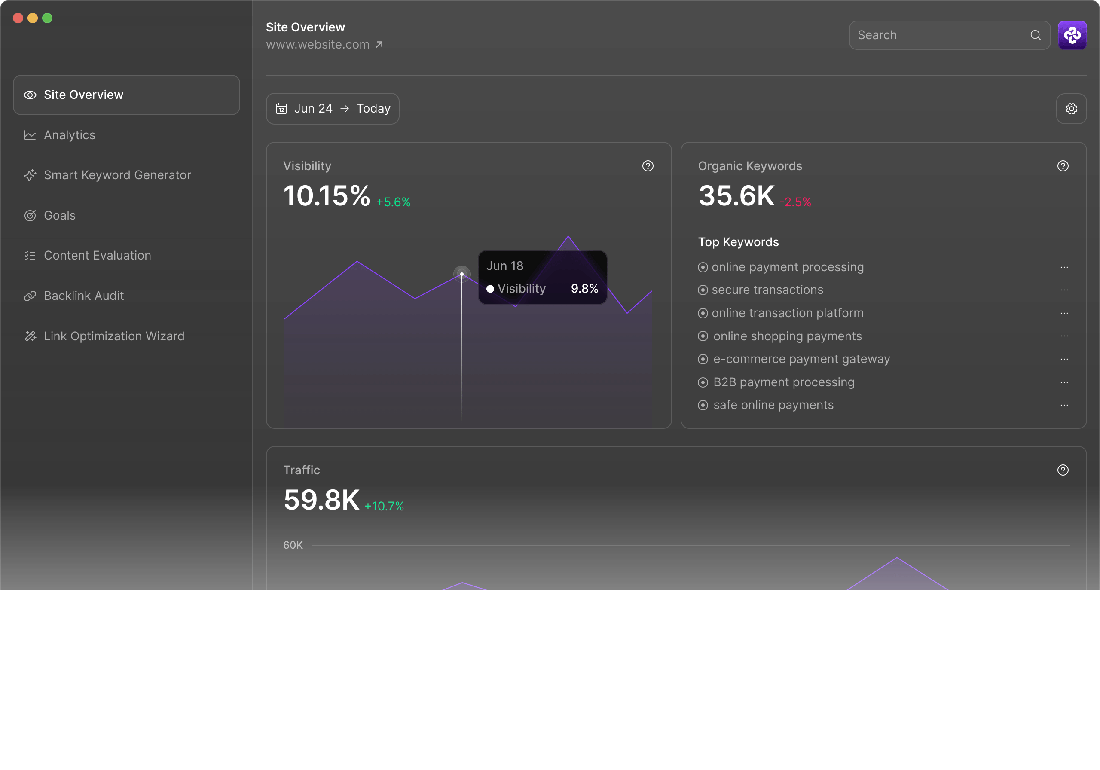 Site Overview
www.website.com
Search
Site Overview
Analytics
Smart Keyword Generator
Goals
Content Evaluation
Backlink Audit
Link Optimization Wizard
Jun 24 → Today
Visibility
10.15% +5.6%
Jun 18
Visibility 9.8%
Organic Keywords
35.6K -2.5%
Top Keywords
online payment processing
secure transactions
online transaction platform
online shopping payments
e-commerce payment gateway
B2B payment processing
safe online payments
Traffic
59.8K +10.7%
60K